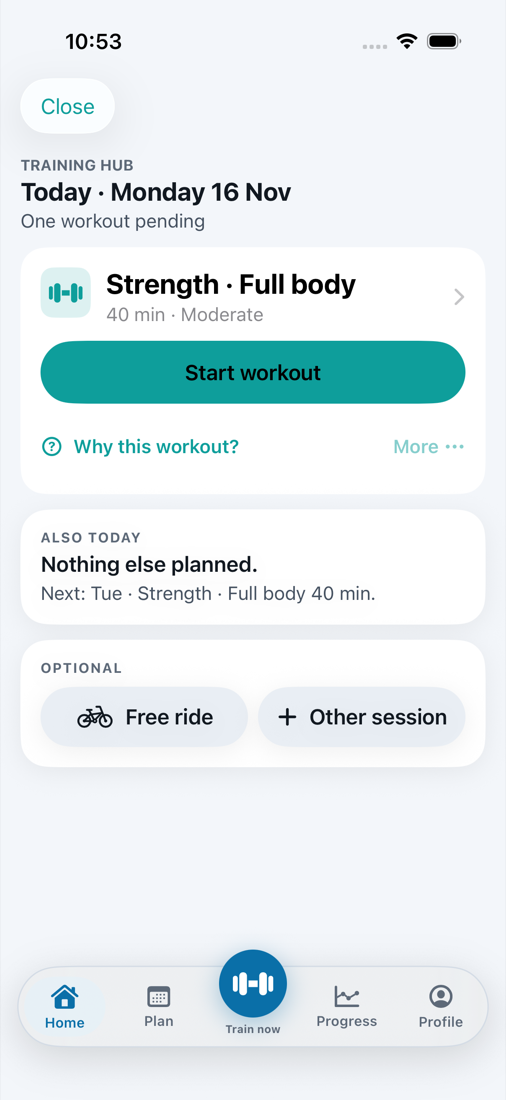 10:53
Close
TRAINING HUB
Today · Monday 16 Nov
One workout pending
Strength · Full body
40 min · Moderate
Start workout
Why this workout?
More ···
ALSO TODAY
Nothing else planned.
Next: Tue · Strength · Full body 40 min.
OPTIONAL
Free ride
+ Other session
Home
Plan
Train now
Progress
Profile